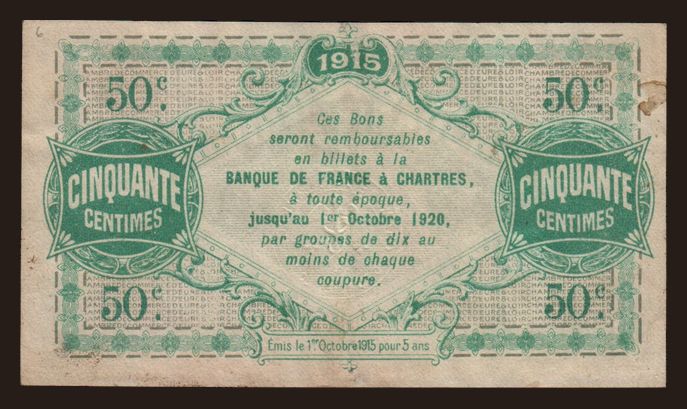 6
1915
50c.
50c.
Ces Bons
seront remboursables
en billets à la
BANQUE DE FRANCE à CHARTRES,
à toute époque,
jusqu'au 1er Octobre 1920,
par groupes de dix au
moins de chaque
coupure.
CINQUANTE
CENTIMES
CINQUANTE
CENTIMES
50c.
50c.
Émis le 1er Octobre 1915 pour 5 ans